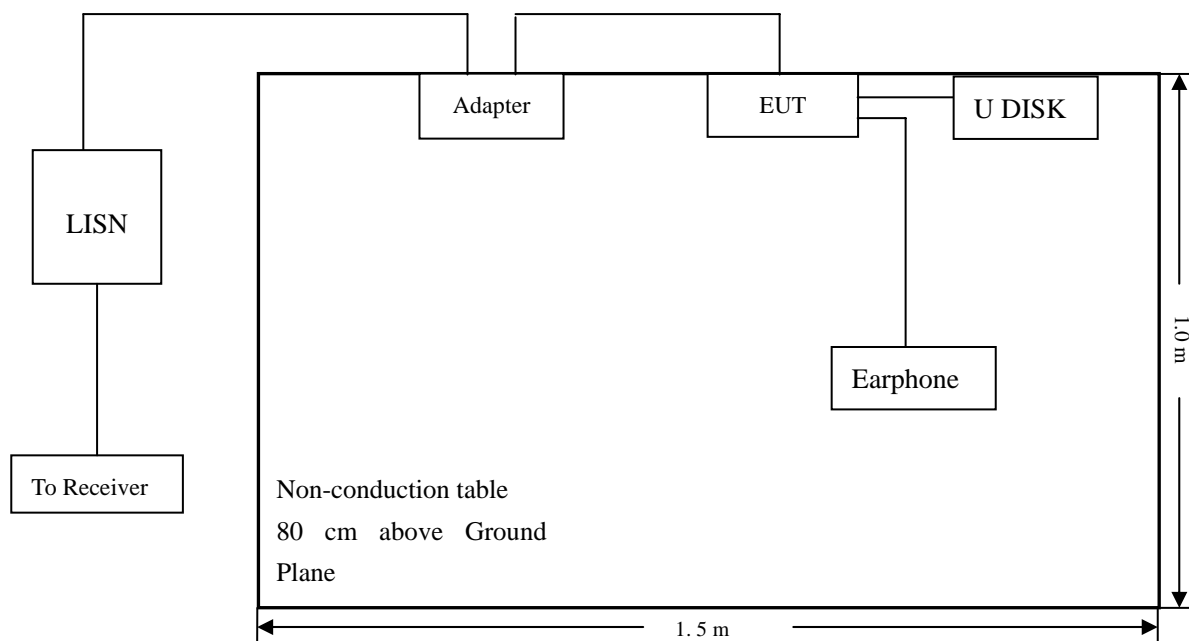 Adapter
EUT
U DISK
LISN
Earphone
To Receiver
Non-conduction table
80 cm above Ground
Plane
1.0 m
1. 5 m